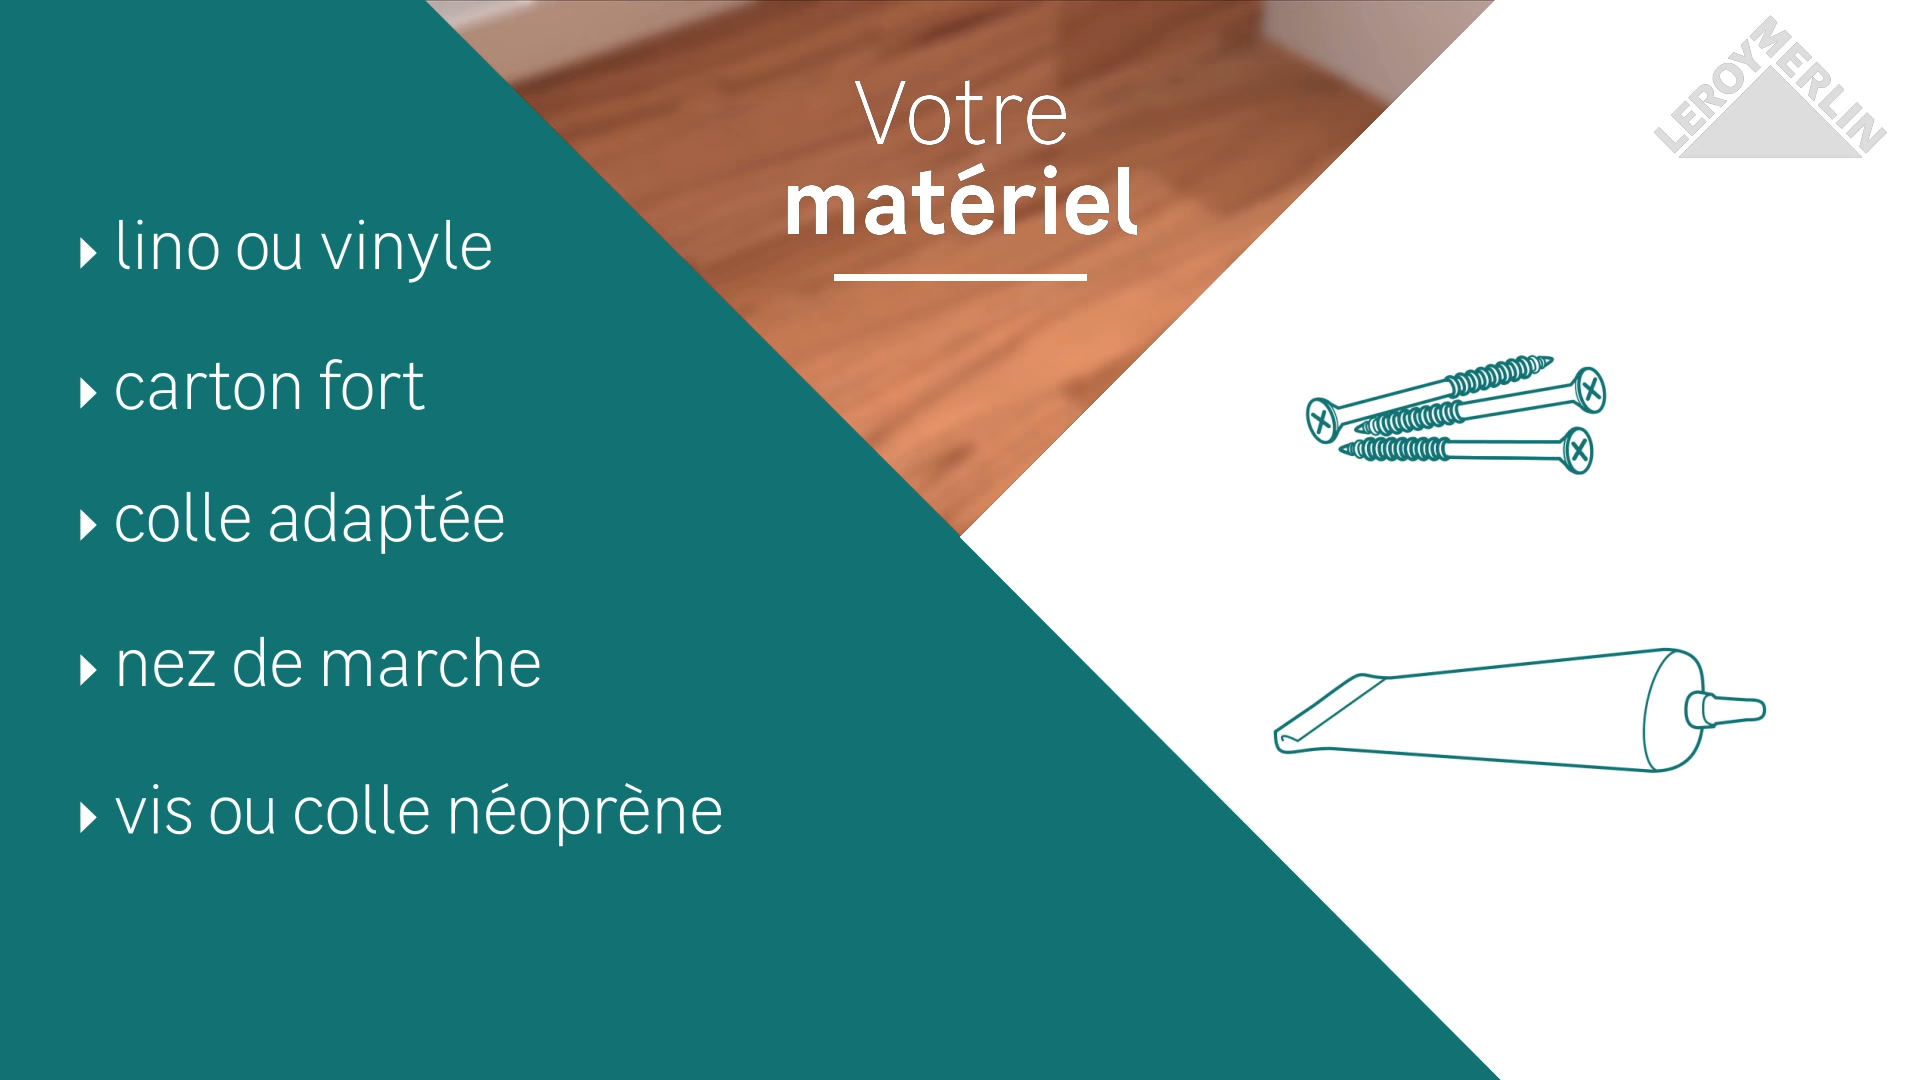 Votre
matériel
lino ou vinyle
carton fort
colle adaptée
nez de marche
vis ou colle néoprène
LEROY MERLIN